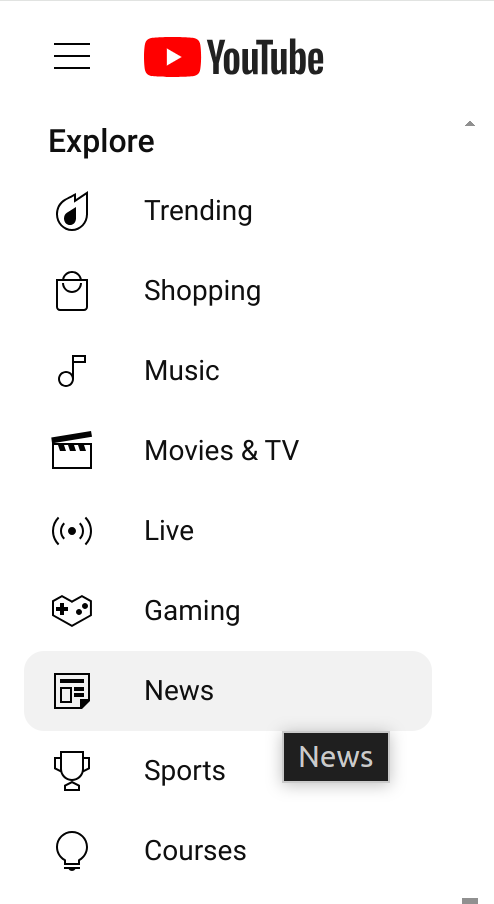 YouTube
Explore
Trending
Shopping
Music
Movies & TV
Live
Gaming
News
News
Sports
Courses